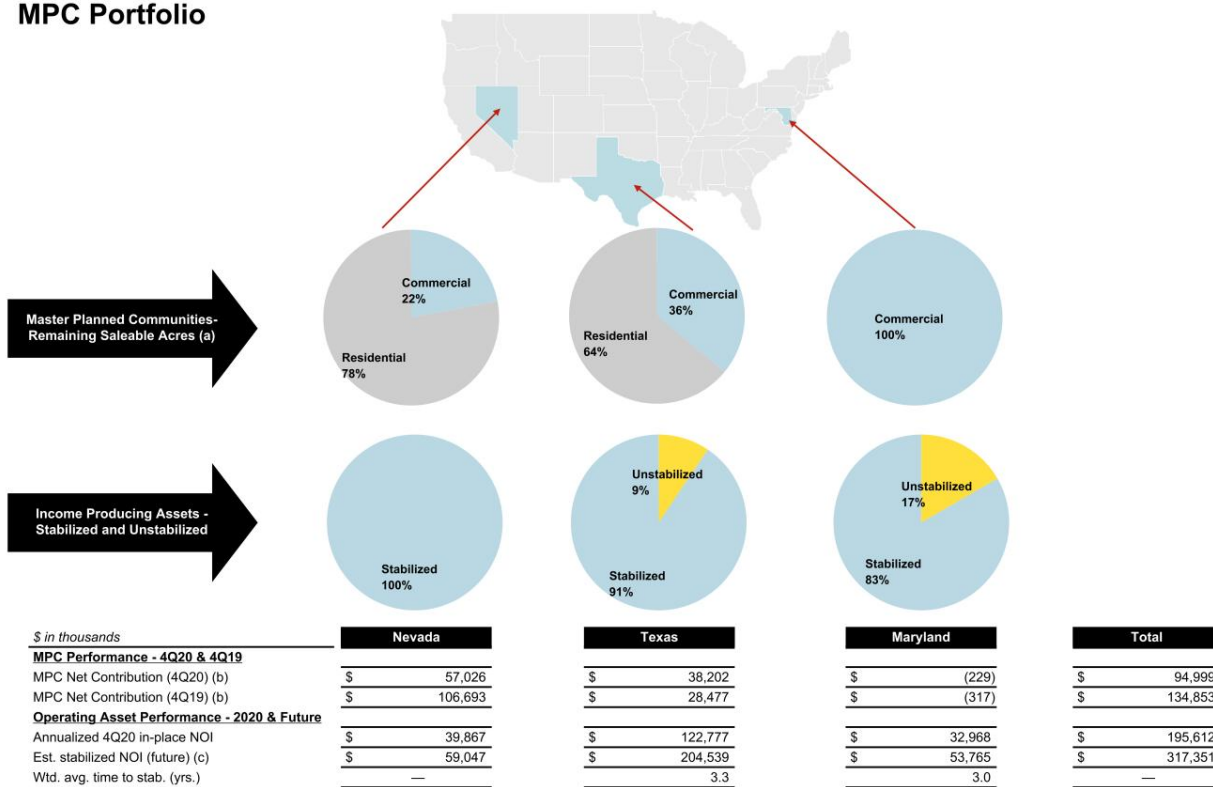 MPC Portfolio
Master Planned Communities-
Remaining Saleable Acres (a)
Commercial
22%
Residential
78%
Commercial
36%
Residential
64%
Commercial
100%
Income Producing Assets -
Stabilized and Unstabilized
Stabilized
100%
Unstabilized
9%
Stabilized
91%
Unstabilized
17%
Stabilized
83%
$ in thousands Nevada Texas Maryland Total
MPC Performance - 4Q20 & 4Q19
MPC Net Contribution (4Q20) (b) $ 57,026 $ 38,202 $ (229) $ 94,999
MPC Net Contribution (4Q19) (b) $ 106,693 $ 28,477 $ (317) $ 134,853
Operating Asset Performance - 2020 & Future
Annualized 4Q20 in-place NOI $ 39,867 $ 122,777 $ 32,968 $ 195,612
Est. stabilized NOI (future) (c) $ 59,047 $ 204,539 $ 53,765 $ 317,351
Wtd. avg. time to stab. (yrs.) — 3.3 3.0 —